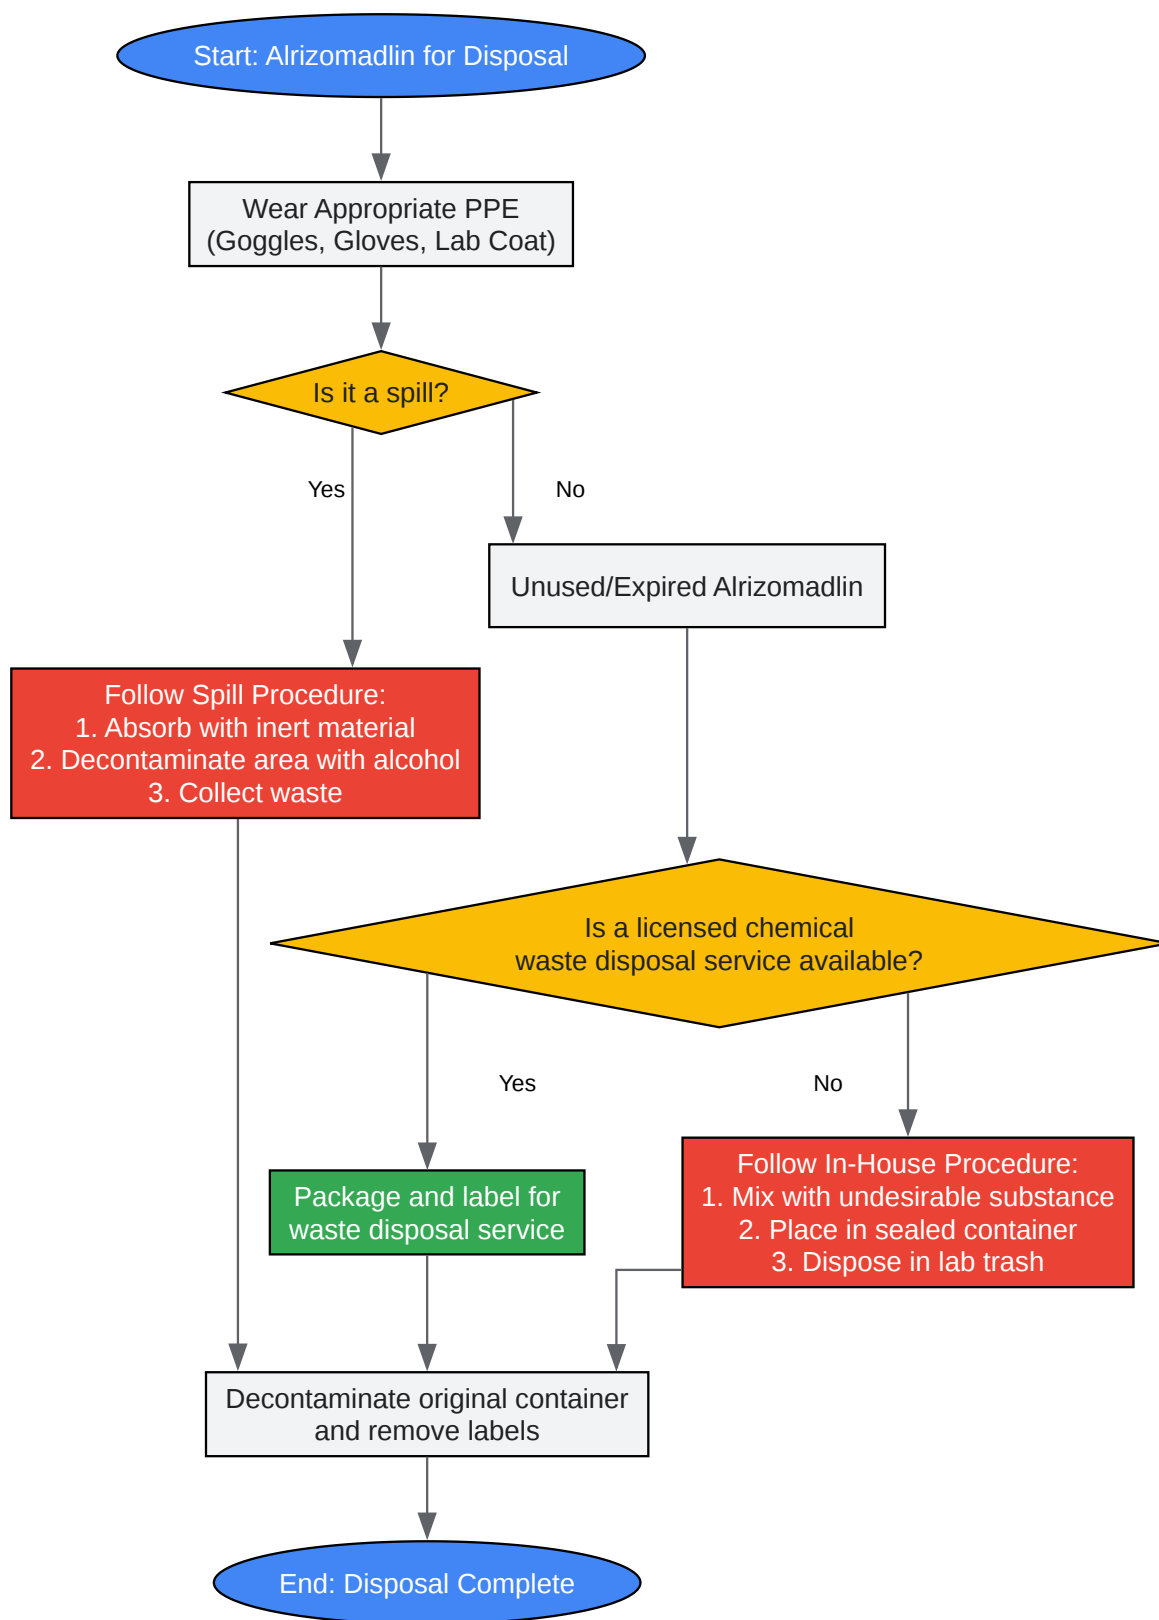 Start: Alrizomadlin for Disposal
Wear Appropriate PPE
(Goggles, Gloves, Lab Coat)
Is it a spill?
Yes
No
Unused/Expired Alrizomadlin
Follow Spill Procedure:
1. Absorb with inert material
2. Decontaminate area with alcohol
3. Collect waste
Is a licensed chemical
waste disposal service available?
Yes
No
Follow In-House Procedure:
1. Mix with undesirable substance
2. Place in sealed container
3. Dispose in lab trash
Package and label for
waste disposal service
Decontaminate original container
and remove labels
End: Disposal Complete